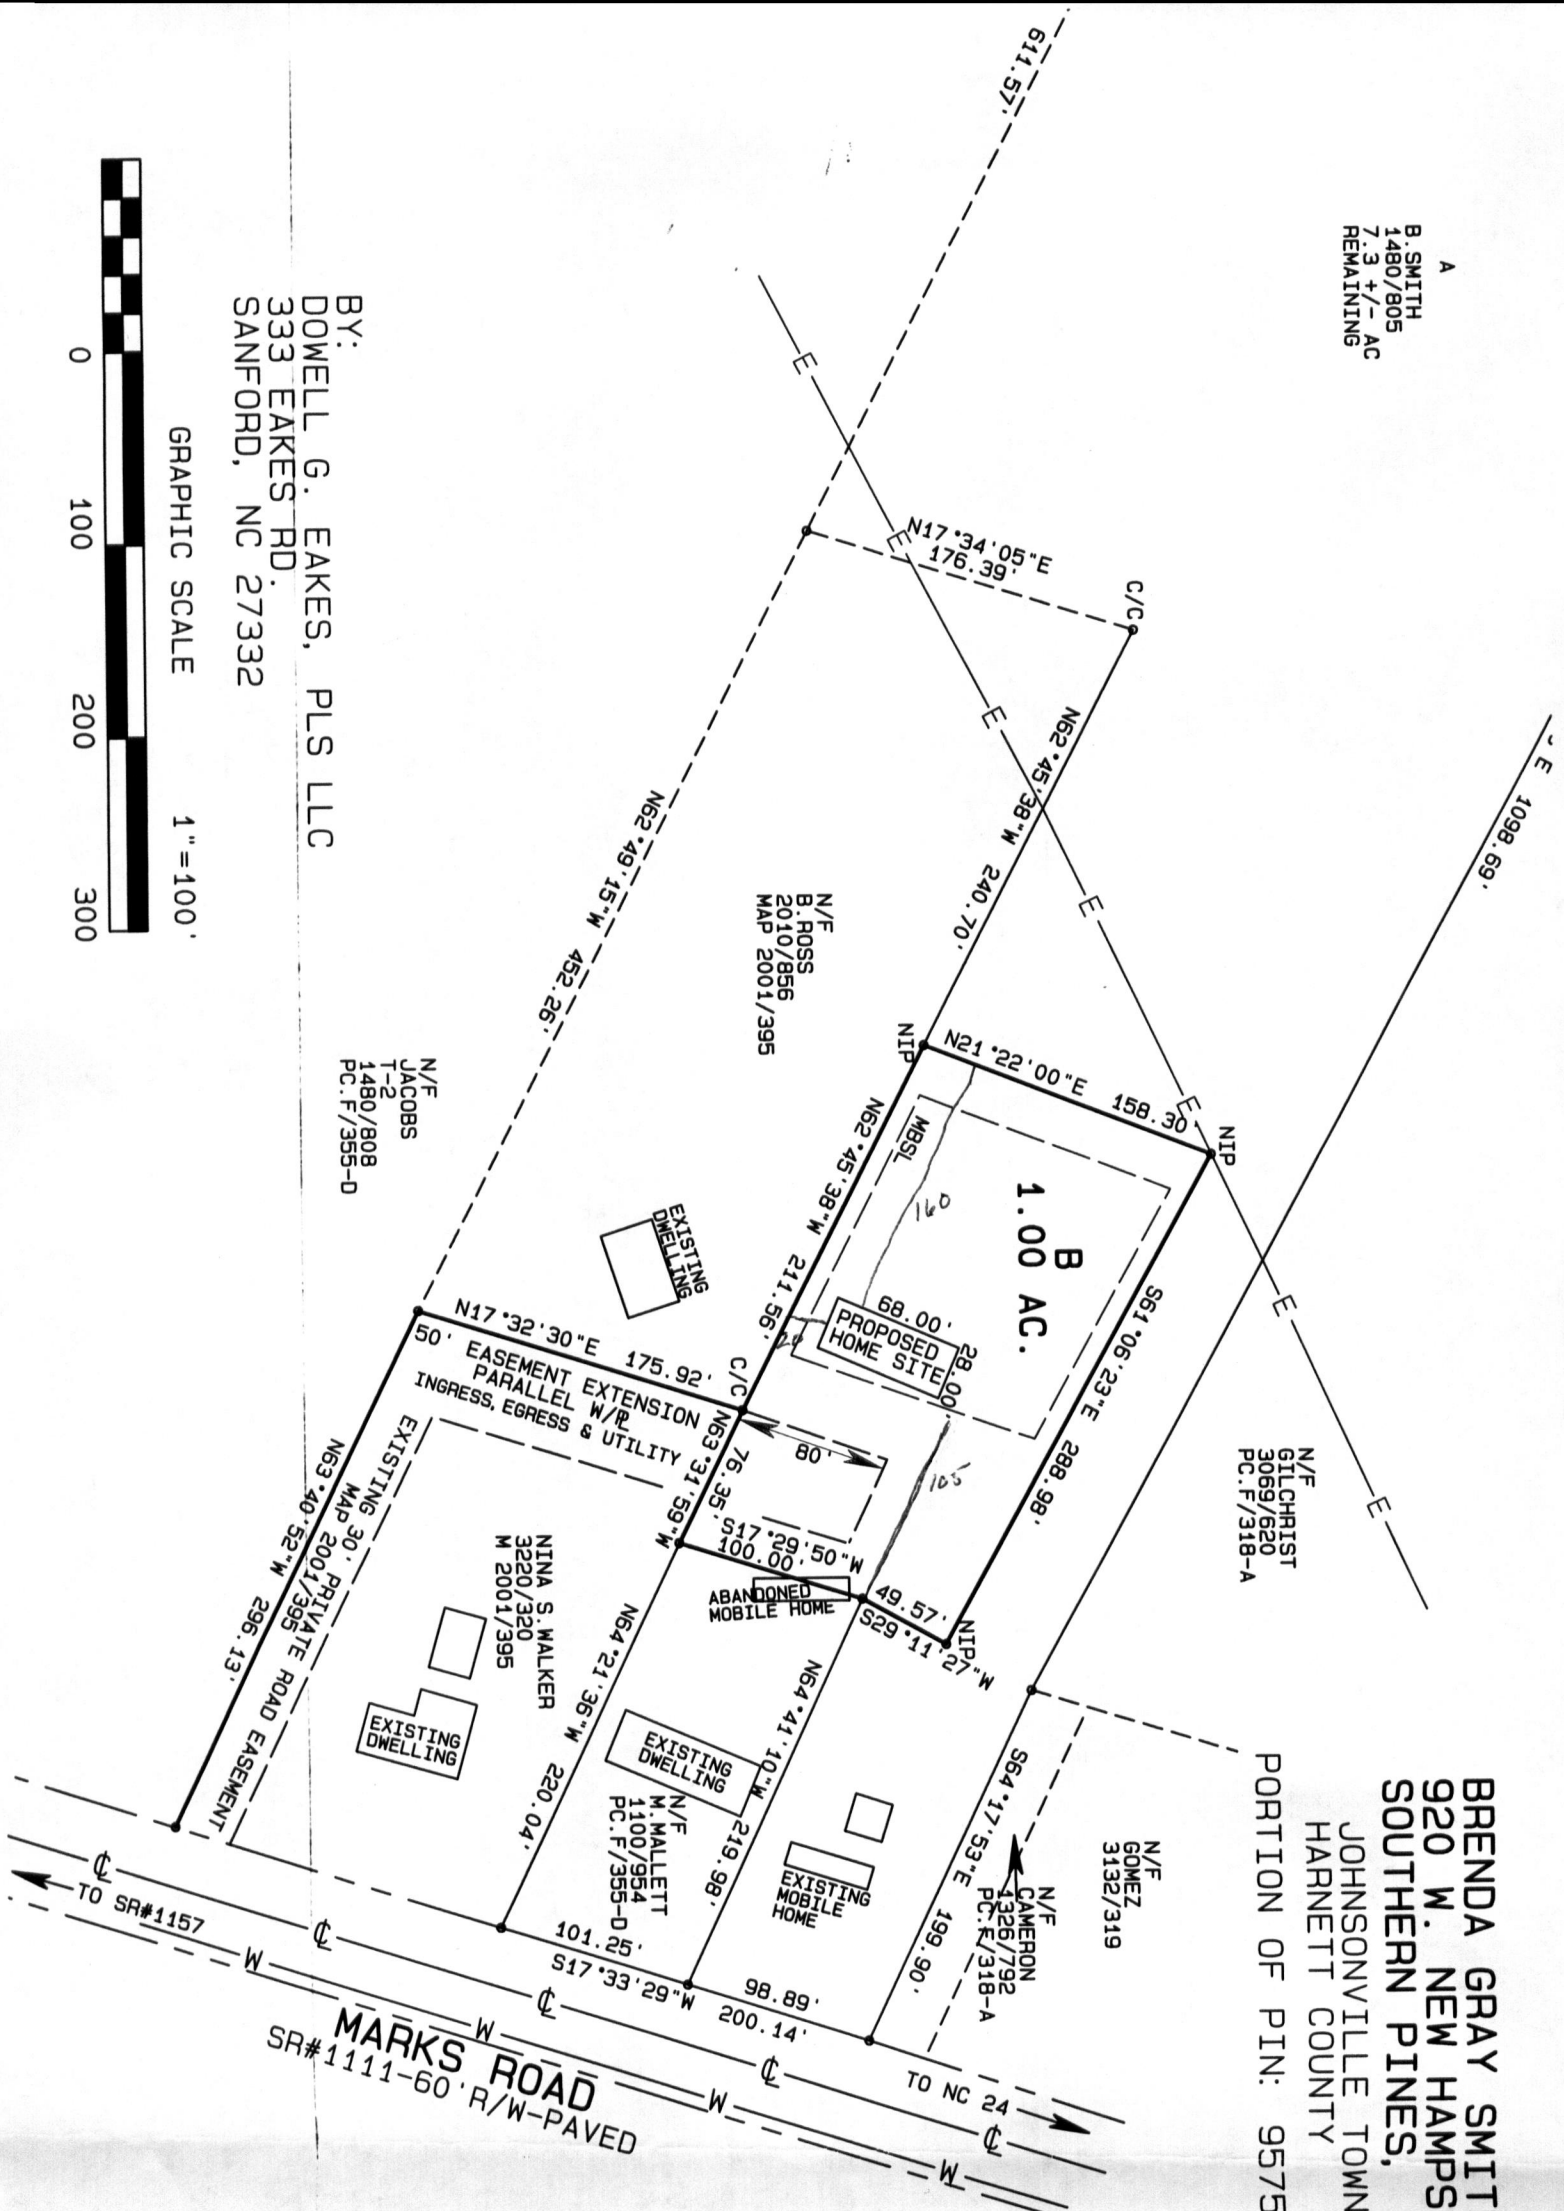 BRENDA GRAY SMIT
920 W. NEW HAMPS
SOUTHERN PINES,
JOHNSONVILLE TOWN
HARNETT COUNTY
PORTION OF PIN: 9575
A
B.SMITH
1480/805
7.3 +/- AC
REMAINING
611.57'
E 1098.69'
N17°34'05"E
176.39'
C/C
N62°45'38"W 240.70'
NIP
N21°22'00"E 158.30'
NIP
MBSL
B
1.00 AC.
160
N62°45'38"W 211.56'
S61°06'23"E 288.98'
68.00'
PROPOSED
HOME SITE
28.00'
20
105
N/F
GILCHRIST
3069/620
PC.F/318-A
N/F
B.ROSS
2010/856
MAP 2001/395
N62°49'15"W 452.26'
N/F
JACOBS
T-2
1480/808
PC.F/355-D
EXISTING
DWELLING
N17°32'30"E 175.92'
C/C
50' EASEMENT EXTENSION
PARALLEL W/PL
INGRESS, EGRESS & UTILITY
80'
N63°31'59"W
76.35'
S17°29'50"W
100.00'
ABANDONED
MOBILE HOME
49.57'
S29°11'27"W
NIP
EXISTING 30' PRIVATE ROAD EASEMENT
MAP 2001/395
N63°40'52"W 296.13'
NINA S.WALKER
3220/320
M 2001/395
EXISTING
DWELLING
N64°21'36"W 220.04'
EXISTING
DWELLING
N/F
M.MALLETT
1100/954
PC.F/355-D
N64°41'10"W 219.98'
EXISTING
MOBILE
HOME
S64°17'53"E 199.90'
N/F
CAMERON
1326/792
PC.F/318-A
N/F
GOMEZ
3132/319
101.25'
S17°33'29"W
98.89'
200.14'
TO SR#1157
TO NC 24
MARKS ROAD
SR#1111-60'R/W-PAVED
E E E E E E E E
W W W W
CL CL CL CL CL
BY:
DOWELL G. EAKES, PLS LLC
333 EAKES RD.
SANFORD, NC 27332
GRAPHIC SCALE 1"=100'
0 100 200 300